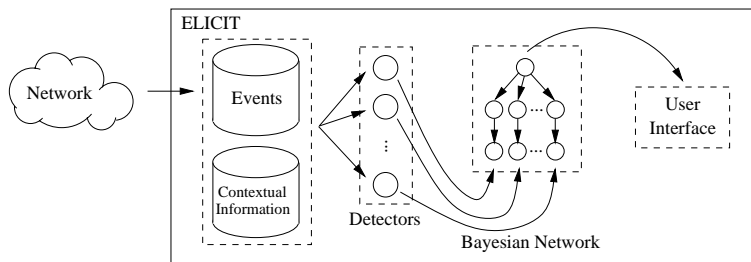 ELICIT
Network
Events
Contextual
Information
...
Detectors
...
...
Bayesian Network
User
Interface